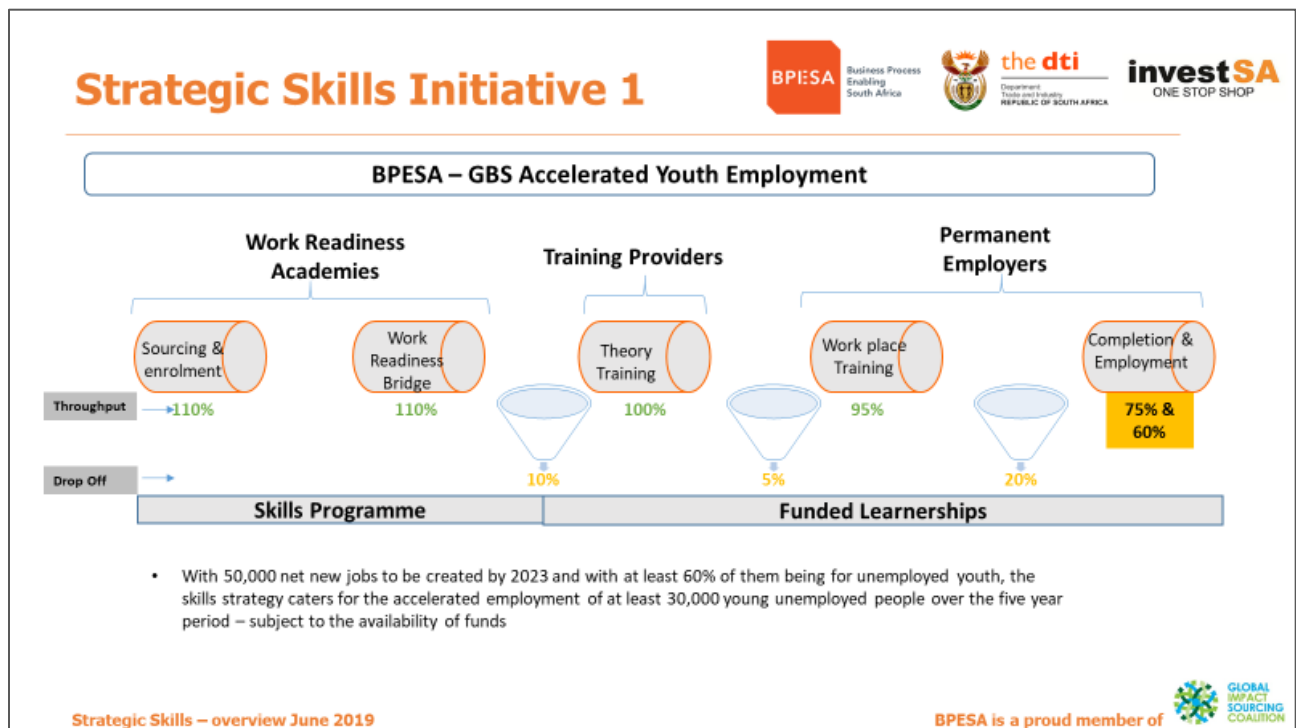 Strategic Skills Initiative 1
BPESA
Business Process
Enabling
South Africa
the dti
Department
Trade and Industry
REPUBLIC OF SOUTH AFRICA
investSA
ONE STOP SHOP
BPESA – GBS Accelerated Youth Employment
Work Readiness
Academies
Training Providers
Permanent
Employers
Sourcing &
enrolment
Work
Readiness
Bridge
Theory
Training
Work place
Training
Completion &
Employment
Throughput
110%
110%
100%
95%
75% &
60%
Drop Off
10%
5%
20%
Skills Programme
Funded Learnerships
• With 50,000 net new jobs to be created by 2023 and with at least 60% of them being for unemployed youth, the
skills strategy caters for the accelerated employment of at least 30,000 young unemployed people over the five year
period – subject to the availability of funds
Strategic Skills – overview June 2019
BPESA is a proud member of
GLOBAL
IMPACT
SOURCING
COALITION